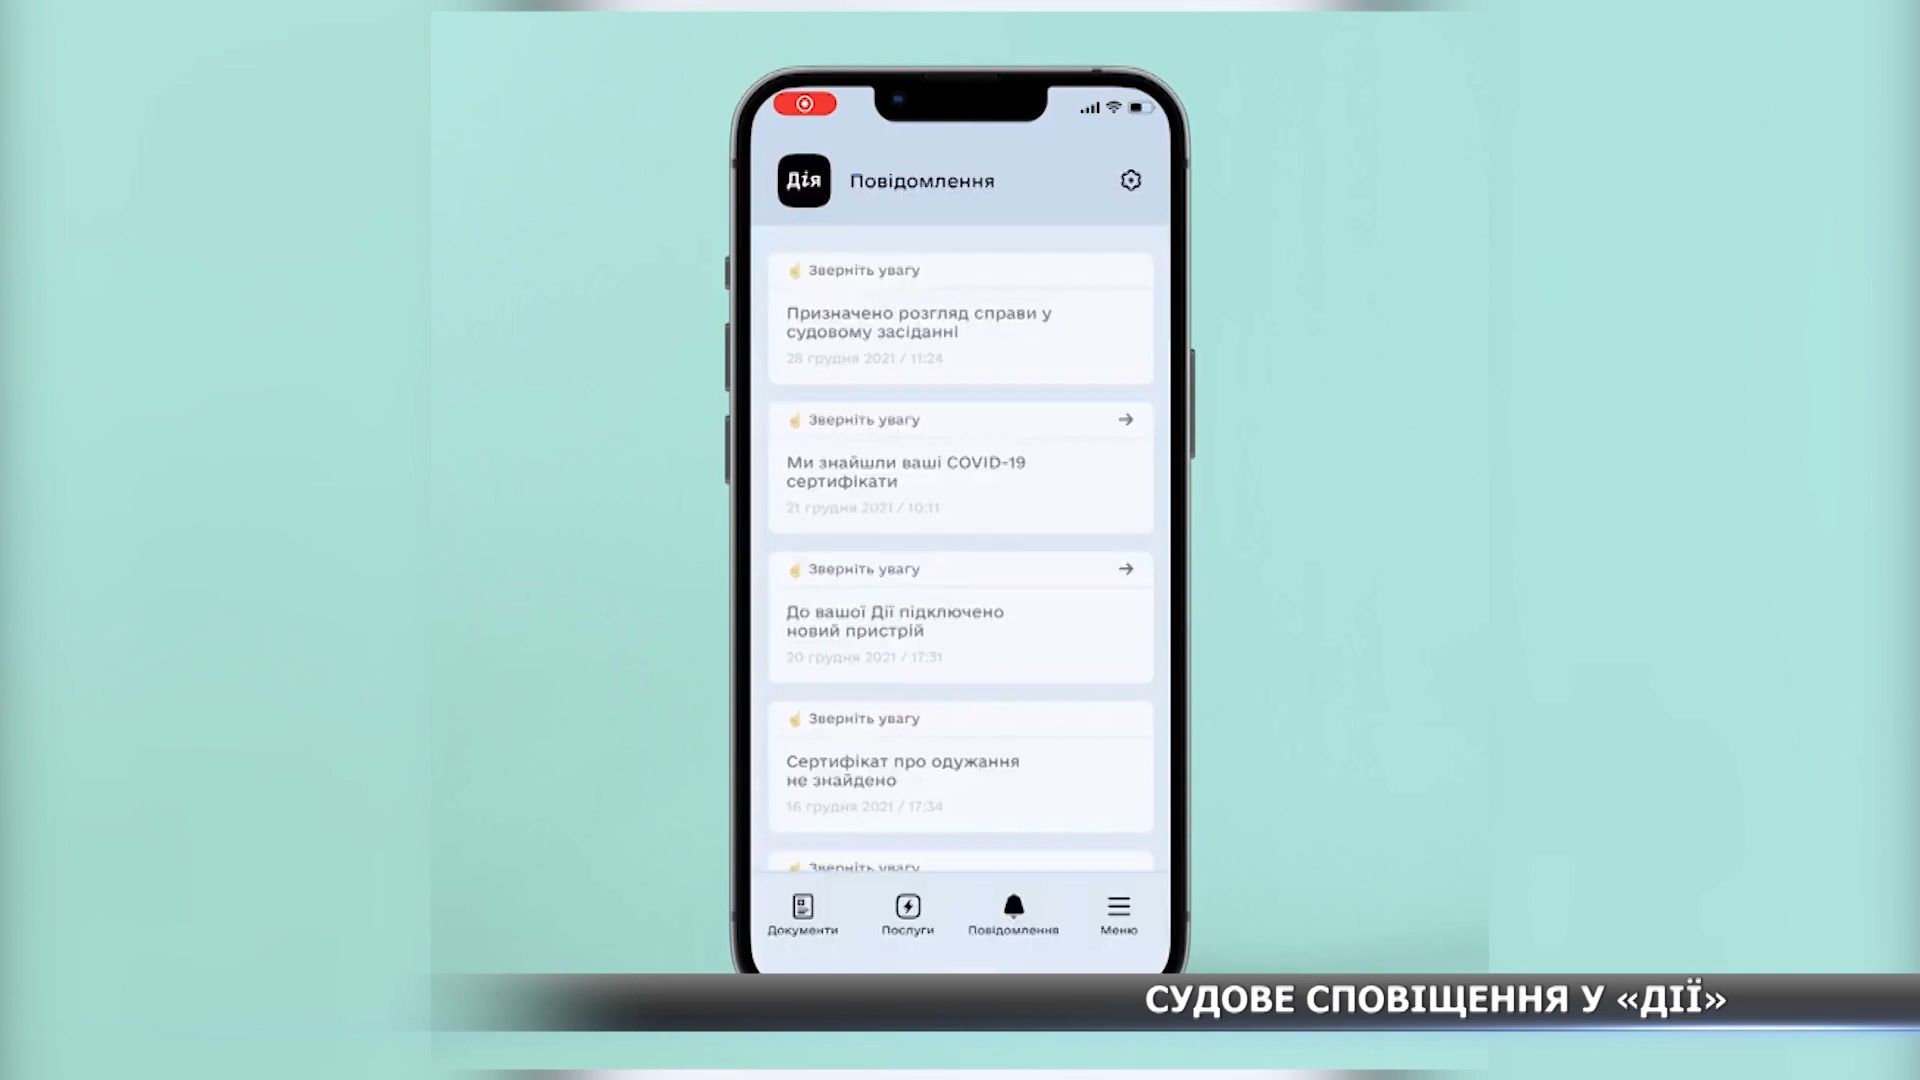 Дія Повідомлення
Зверніть увагу
Призначено розгляд справи у
судовому засіданні
28 грудня 2021 / 11:24
Зверніть увагу
Ми знайшли ваші COVID-19
сертифікати
21 грудня 2021 / 10:11
Зверніть увагу
До вашої Дії підключено
новий пристрій
20 грудня 2021 / 17:31
Зверніть увагу
Сертифікат про одужання
не знайдено
16 грудня 2021 / 17:34
Зверніть увагу
Документи Послуги Повідомлення Меню
СУДОВЕ СПОВІЩЕННЯ У «ДІЇ»